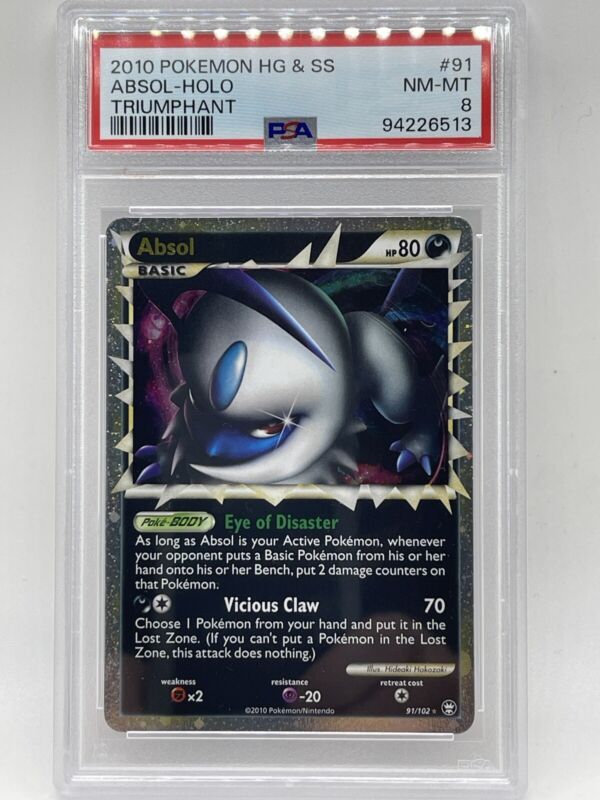 2010 POKEMON HG & SS #91
ABSOL-HOLO NM-MT
TRIUMPHANT 8
PSA 94226513
Absol HP 80
BASIC
Poké-BODY Eye of Disaster
As long as Absol is your Active Pokémon, whenever
your opponent puts a Basic Pokémon from his or her
hand onto his or her Bench, put 2 damage counters on
that Pokémon.
Vicious Claw 70
Choose 1 Pokémon from your hand and put it in the
Lost Zone. (If you can't put a Pokémon in the Lost
Zone, this attack does nothing.)
Illus. Hideaki Hakozaki
weakness resistance retreat cost
×2 -20
©2010 Pokémon/Nintendo 91/102
PSA